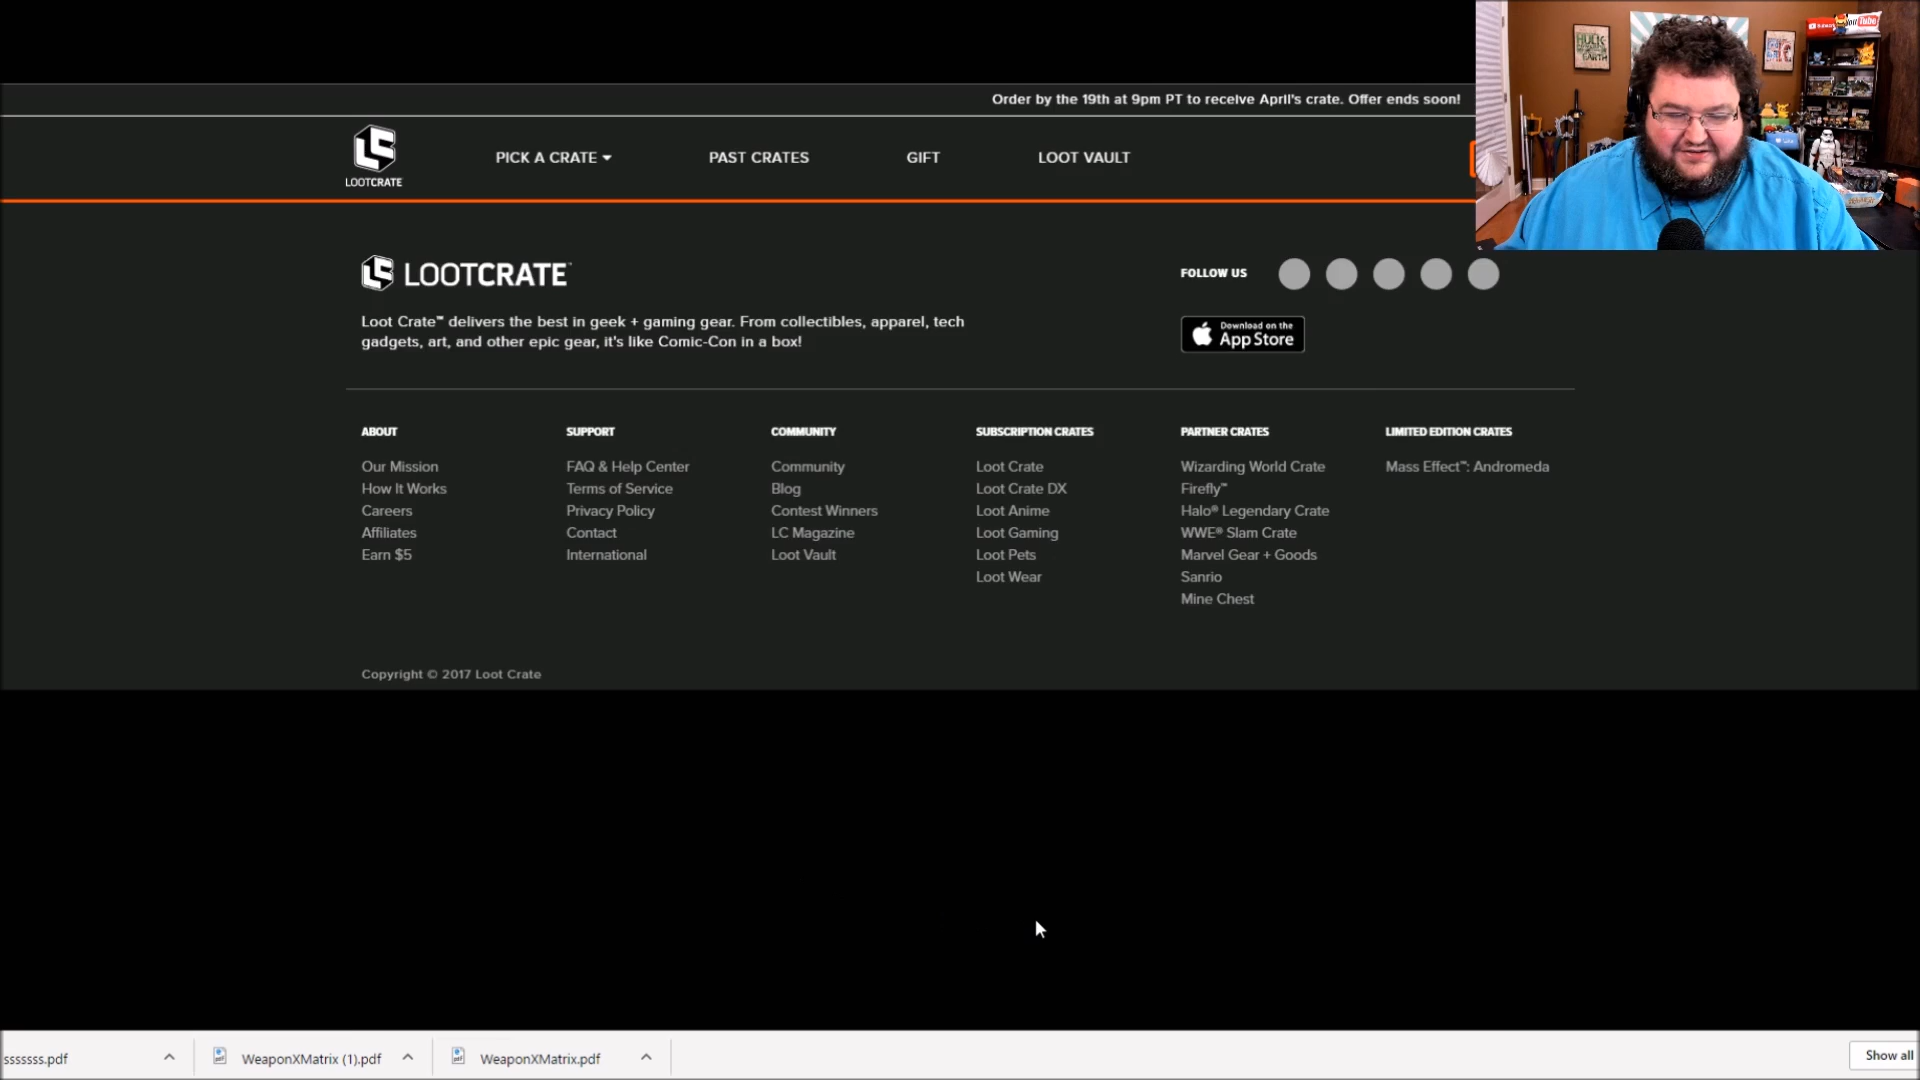 Order by the 19th at 9pm PT to receive April's crate. Offer ends soon!
LOOTCRATE
PICK A CRATE
PAST CRATES
GIFT
LOOT VAULT
HULK
EARTH
YouTube
LOOTCRATE™
Loot Crate™ delivers the best in geek + gaming gear. From collectibles, apparel, tech
gadgets, art, and other epic gear, it's like Comic-Con in a box!
FOLLOW US
Download on the
App Store
ABOUT
Our Mission
How It Works
Careers
Affiliates
Earn $5
SUPPORT
FAQ & Help Center
Terms of Service
Privacy Policy
Contact
International
COMMUNITY
Community
Blog
Contest Winners
LC Magazine
Loot Vault
SUBSCRIPTION CRATES
Loot Crate
Loot Crate DX
Loot Anime
Loot Gaming
Loot Pets
Loot Wear
PARTNER CRATES
Wizarding World Crate
Firefly™
Halo® Legendary Crate
WWE® Slam Crate
Marvel Gear + Goods
Sanrio
Mine Chest
LIMITED EDITION CRATES
Mass Effect™: Andromeda
Copyright © 2017 Loot Crate
sssssss.pdf
WeaponXMatrix (1).pdf
WeaponXMatrix.pdf
Show all